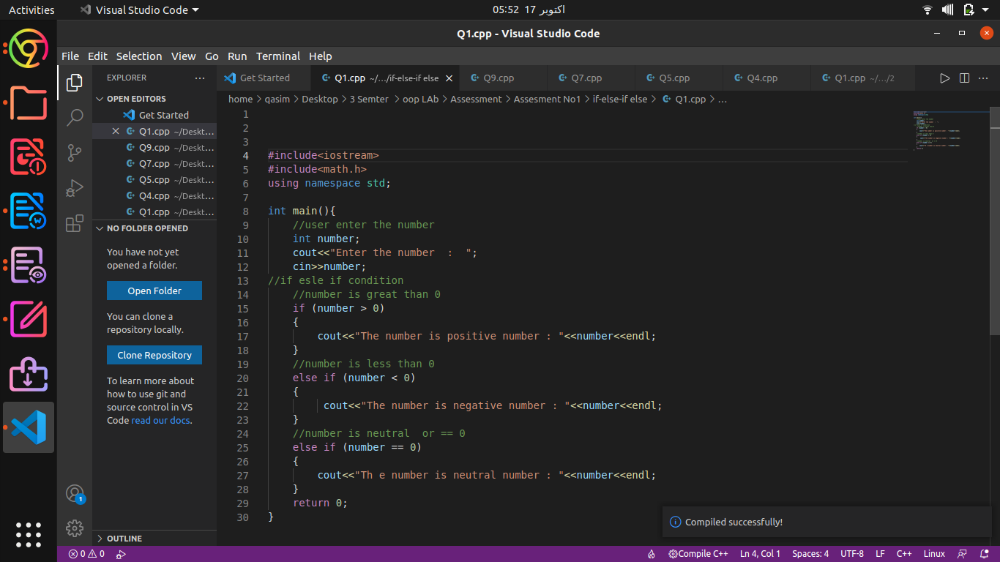 Activities
Visual Studio Code
05:52 17 اکتوبر
Q1.cpp - Visual Studio Code
File Edit Selection View Go Run Terminal Help
EXPLORER
OPEN EDITORS
Get Started
Q1.cpp ~/Deskt...
Q9.cpp ~/Deskt...
Q7.cpp ~/Deskt...
Q5.cpp ~/Deskt...
Q4.cpp ~/Deskt...
Q1.cpp ~/Deskt...
NO FOLDER OPENED
You have not yet
opened a folder.
Open Folder
You can clone a
repository locally.
Clone Repository
To learn more about
how to use git and
source control in VS
Code read our docs.
OUTLINE
1
Get Started
Q1.cpp ~/.../if-else-if else
Q9.cpp
Q7.cpp
Q5.cpp
Q4.cpp
Q1.cpp ~/.../2
home > qasim > Desktop > 3 Semter > oop LAb > Assessment > Assesment No1 > if-else-if else > Q1.cpp > ...
1
2
3
4 #include<iostream>
5 #include<math.h>
6 using namespace std;
7
8 int main(){
9 //user enter the number
10 int number;
11 cout<<"Enter the number  :  ";
12 cin>>number;
13 //if esle if condition
14 //number is great than 0
15 if (number > 0)
16 {
17 cout<<"The number is positive number : "<<number<<endl;
18 }
19 //number is less than 0
20 else if (number < 0)
21 {
22 cout<<"The number is negative number : "<<number<<endl;
23 }
24 //number is neutral  or == 0
25 else if (number == 0)
26 {
27 cout<<"Th e number is neutral number : "<<number<<endl;
28 }
29 return 0;
30 }
Compiled successfully!
0 0
Compile C++
Ln 4, Col 1
Spaces: 4
UTF-8
LF
C++
Linux